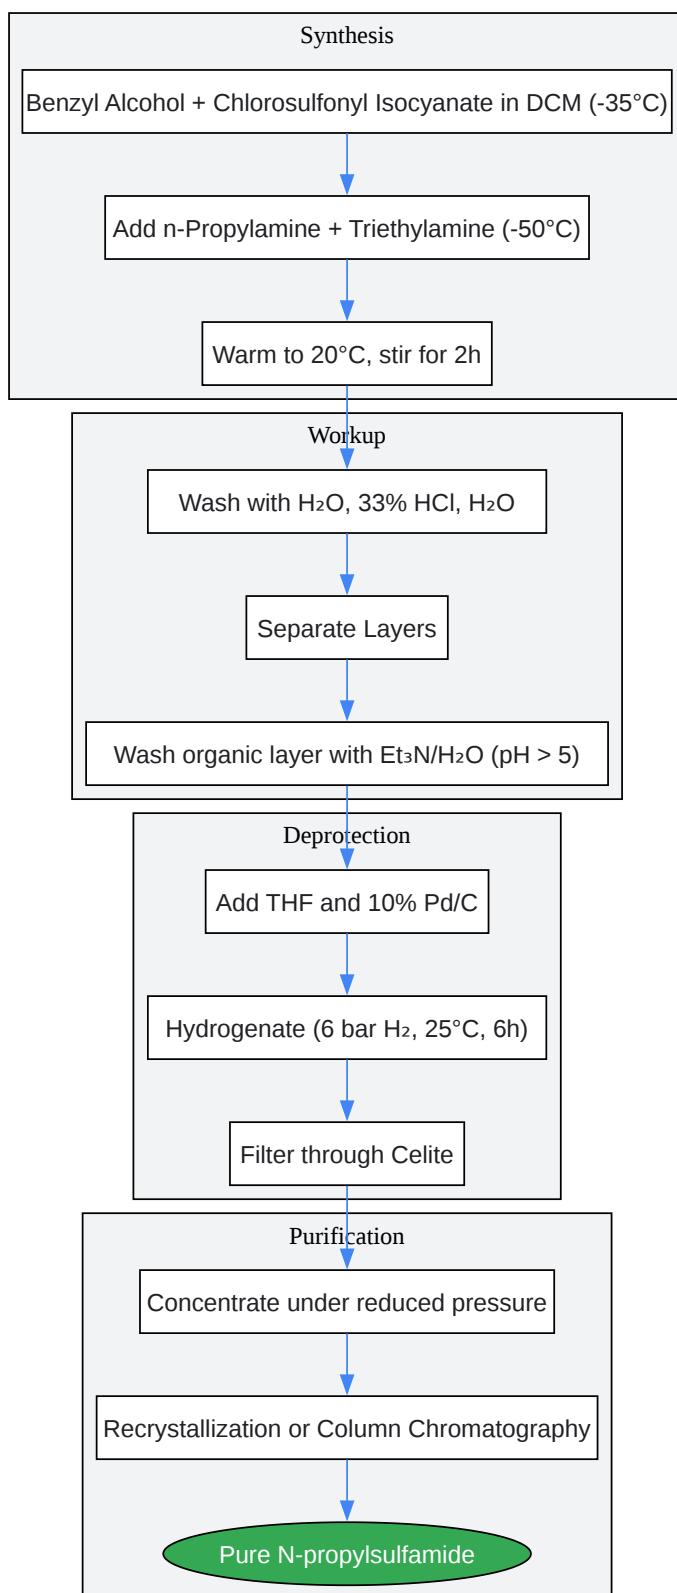 Synthesis
Benzyl Alcohol + Chlorosulfonyl Isocyanate in DCM (-35°C)
Add n-Propylamine + Triethylamine (-50°C)
Warm to 20°C, stir for 2h
Workup
Wash with H₂O, 33% HCl, H₂O
Separate Layers
Wash organic layer with Et₃N/H₂O (pH > 5)
Deprotection
Add THF and 10% Pd/C
Hydrogenate (6 bar H₂, 25°C, 6h)
Filter through Celite
Purification
Concentrate under reduced pressure
Recrystallization or Column Chromatography
Pure N-propylsulfamide